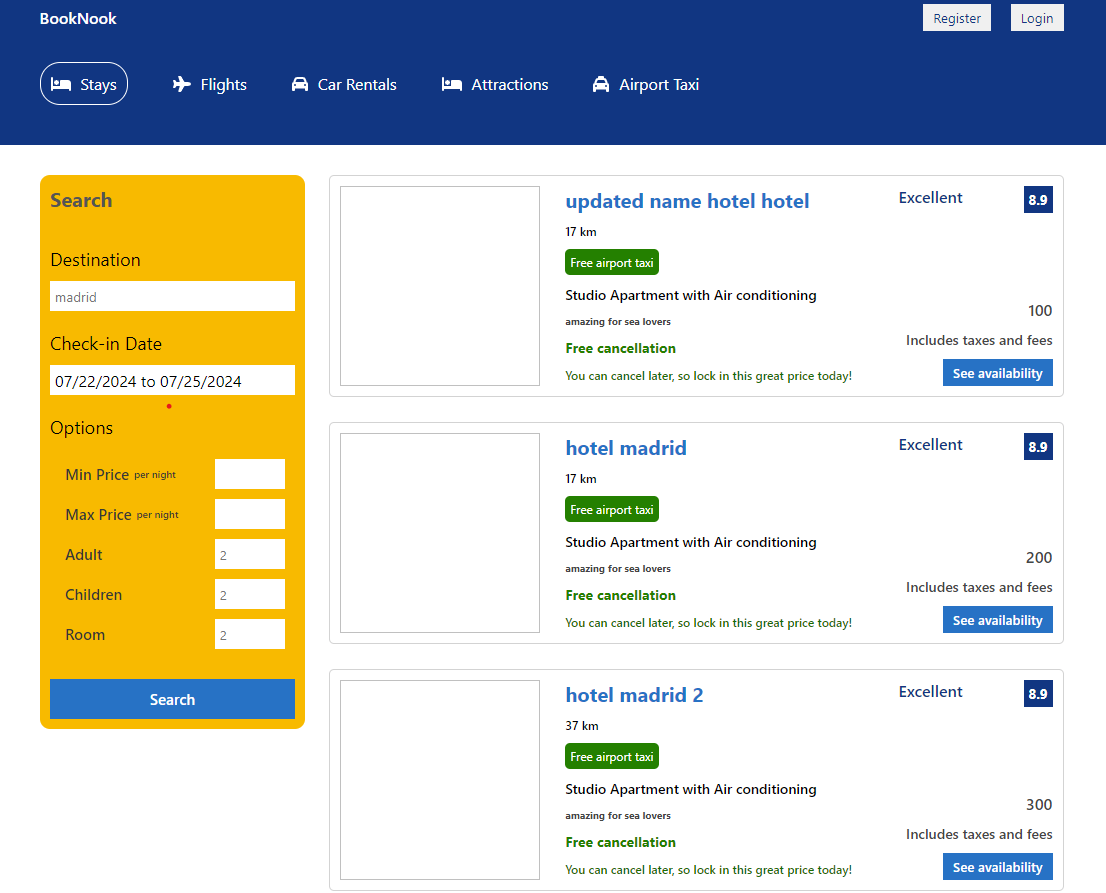 BookNook
Register
Login
Stays
Flights
Car Rentals
Attractions
Airport Taxi
Search
Destination
madrid
Check-in Date
07/22/2024 to 07/25/2024
Options
Min Price per night
Max Price per night
Adult 2
Children 2
Room 2
Search
updated name hotel hotel
Excellent 8.9
17 km
Free airport taxi
Studio Apartment with Air conditioning
amazing for sea lovers
Free cancellation
You can cancel later, so lock in this great price today!
100
Includes taxes and fees
See availability
hotel madrid
Excellent 8.9
17 km
Free airport taxi
Studio Apartment with Air conditioning
amazing for sea lovers
Free cancellation
You can cancel later, so lock in this great price today!
200
Includes taxes and fees
See availability
hotel madrid 2
Excellent 8.9
37 km
Free airport taxi
Studio Apartment with Air conditioning
amazing for sea lovers
Free cancellation
You can cancel later, so lock in this great price today!
300
Includes taxes and fees
See availability